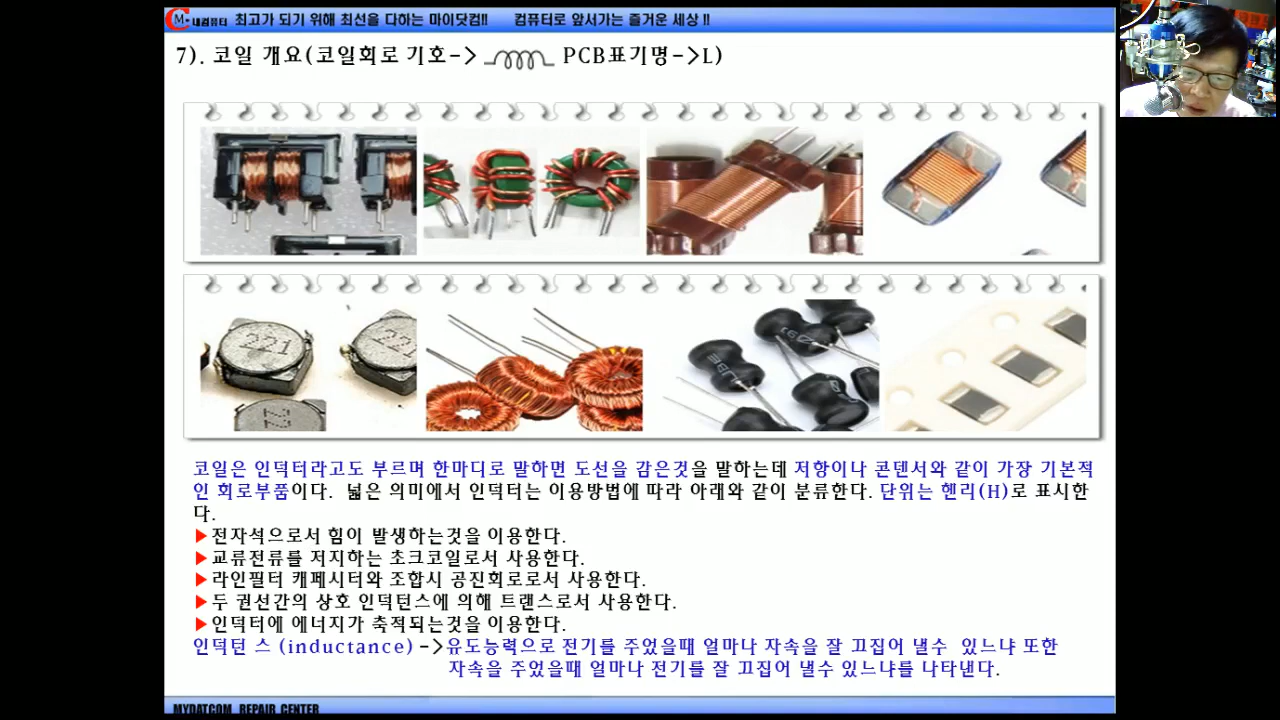 CM-내컴퓨터 최고가 되기 위해 최선을 다하는 마이닷컴!! 컴퓨터로 앞서가는 즐거운 세상 !!
7). 코일 개요(코일회로 기호-> PCB표기명->L)
221
221
코일은 인덕터라고도 부르며 한마디로 말하면 도선을 감은것을 말하는데 저항이나 콘덴서와 같이 가장 기본적
인 회로부품이다. 넓은 의미에서 인덕터는 이용방법에 따라 아래와 같이 분류한다. 단위는 헨리(H)로 표시한
다.
▶전자석으로서 힘이 발생하는것을 이용한다.
▶교류전류를 저지하는 초크코일로서 사용한다.
▶라인필터 캐페시터와 조합시 공진회로로서 사용한다.
▶두 권선간의 상호 인덕턴스에 의해 트랜스로서 사용한다.
▶인덕터에 에너지가 축적되는것을 이용한다.
인덕턴 스 (inductance) ->유도능력으로 전기를 주었을때 얼마나 자속을 잘 끄집어 낼수 있느냐 또한
자속을 주었을때 얼마나 전기를 잘 끄집어 낼수 있느냐를 나타낸다.
MYDATCOM REPAIR CENTER